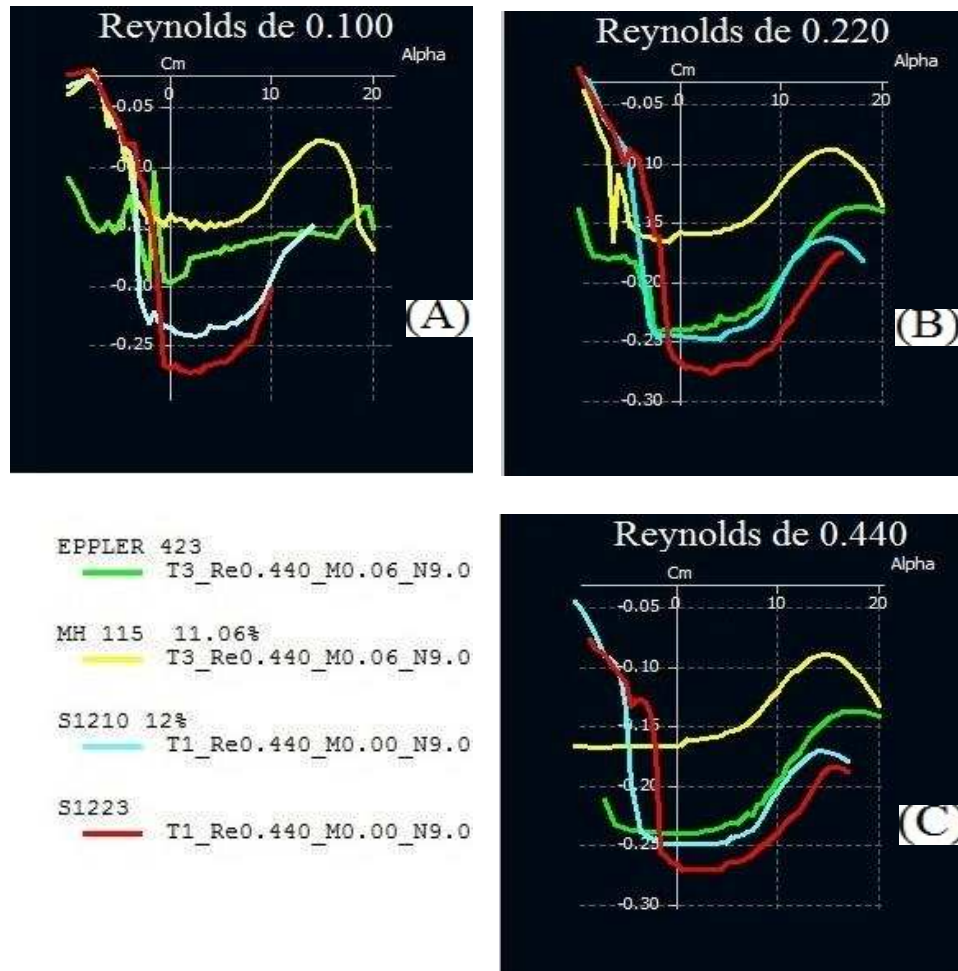 Reynolds de 0.100
Cm
Alpha
0
10
20
-0.05
-0.25
(A)
Reynolds de 0.220
Cm
Alpha
-0.05
0
10
20
-0.10
-0.20
-0.25
-0.30
(B)
EPPLER 423
T3_Re0.440_M0.06_N9.0
MH 115 11.06%
T3_Re0.440_M0.06_N9.0
S1210 12%
T1_Re0.440_M0.00_N9.0
S1223
T1_Re0.440_M0.00_N9.0
Reynolds de 0.440
Cm
Alpha
-0.05
0
10
20
-0.10
-0.15
-0.20
-0.25
-0.30
(C)